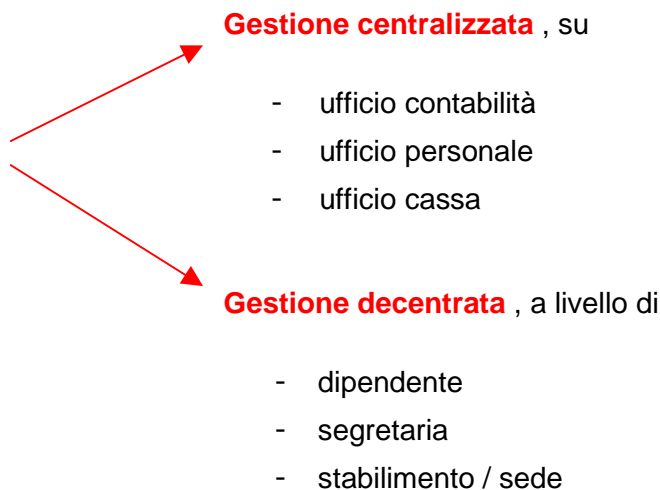 Gestione centralizzata , su
- ufficio contabilità
- ufficio personale
- ufficio cassa
Gestione decentrata , a livello di
- dipendente
- segretaria
- stabilimento / sede